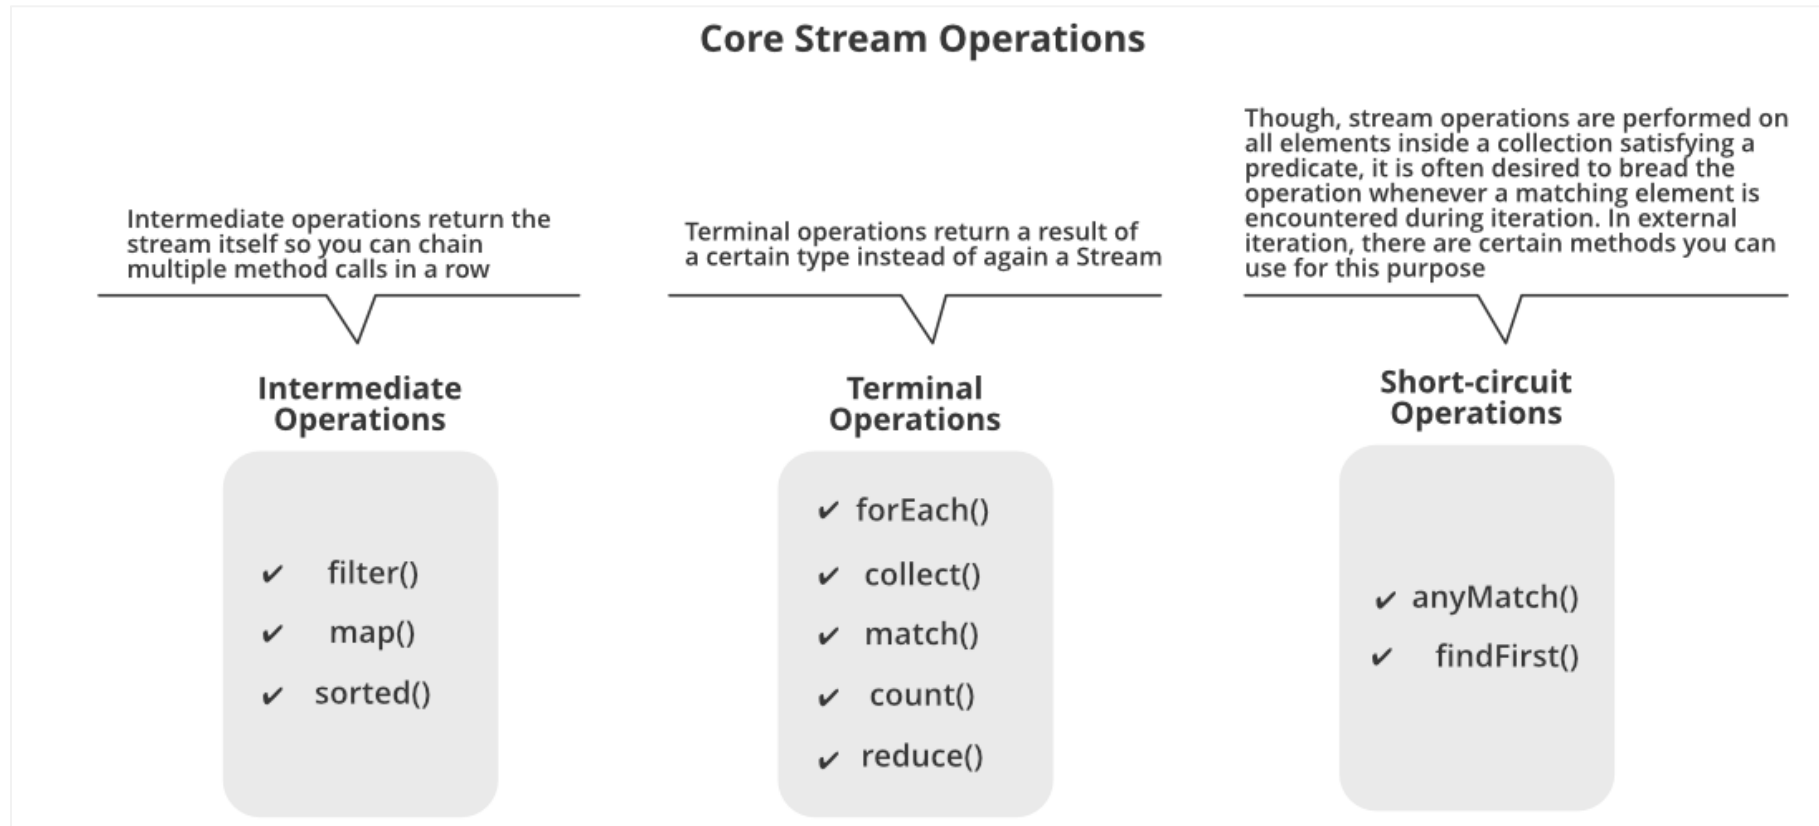 Core Stream Operations
Intermediate operations return the
stream itself so you can chain
multiple method calls in a row
Intermediate
Operations
✔ filter()
✔ map()
✔ sorted()
Terminal operations return a result of
a certain type instead of again a Stream
Terminal
Operations
✔ forEach()
✔ collect()
✔ match()
✔ count()
✔ reduce()
Though, stream operations are performed on
all elements inside a collection satisfying a
predicate, it is often desired to bread the
operation whenever a matching element is
encountered during iteration. In external
iteration, there are certain methods you can
use for this purpose
Short-circuit
Operations
✔ anyMatch()
✔ findFirst()